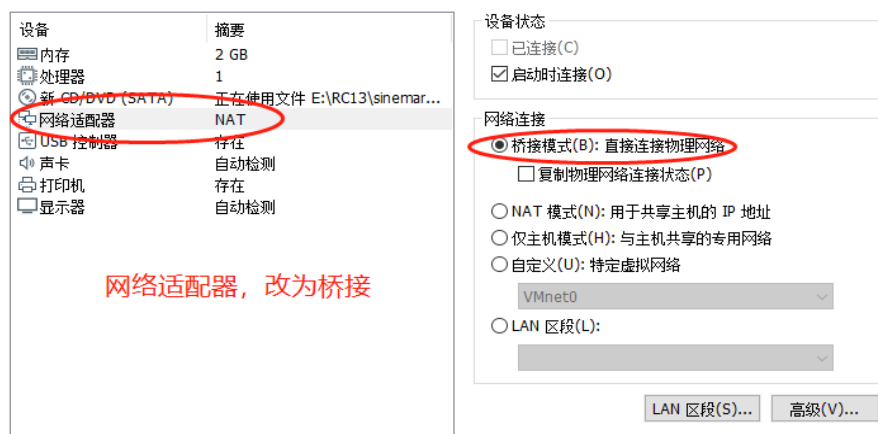 设备 摘要
内存 2 GB
处理器 1
新 CD/DVD (SATA) 正在使用文件 E:\RC13\sinemar...
网络适配器 NAT
USB 控制器 存在
声卡 自动检测
打印机 存在
显示器 自动检测
网络适配器，改为桥接
设备状态
已连接(C)
启动时连接(O)
网络连接
桥接模式(B): 直接连接物理网络
复制物理网络连接状态(P)
NAT 模式(N): 用于共享主机的 IP 地址
仅主机模式(H): 与主机共享的专用网络
自定义(U): 特定虚拟网络
VMnet0
LAN 区段(L):
LAN 区段(S)... 高级(V)...